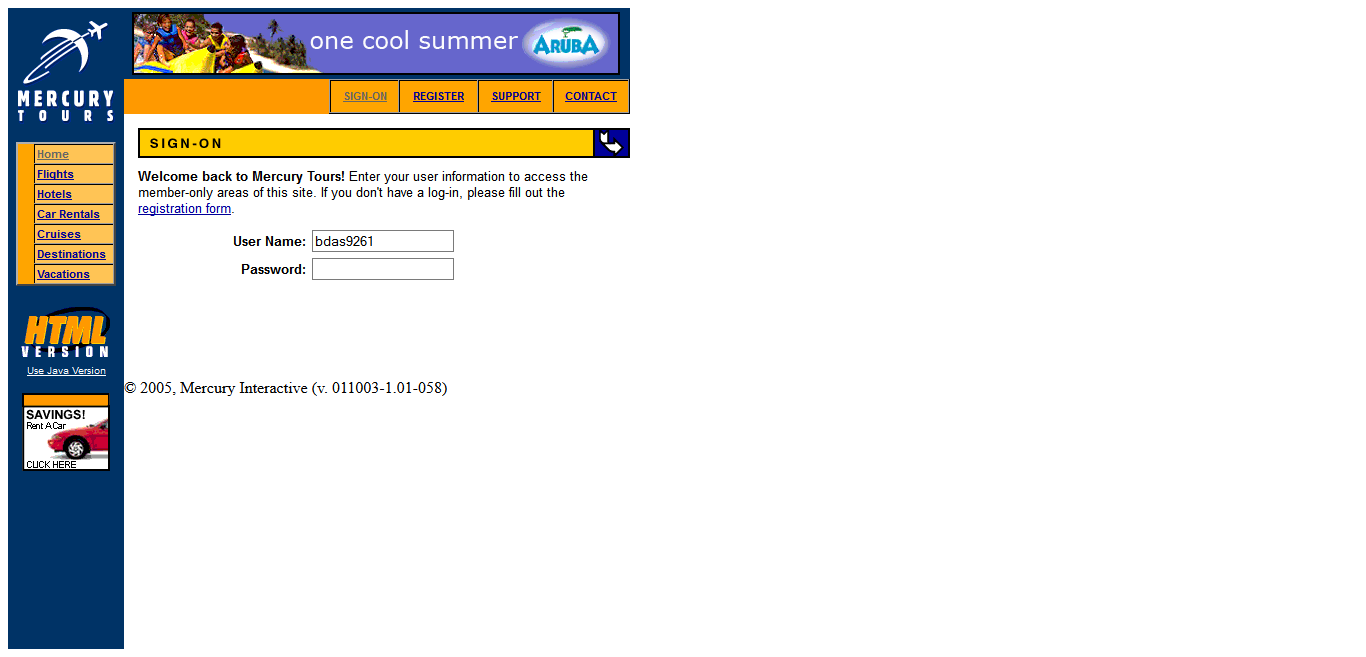 one cool summer ARUBA
MERCURY
TOURS
SIGN-ON REGISTER SUPPORT CONTACT
SIGN-ON
Home
Flights
Hotels
Car Rentals
Cruises
Destinations
Vacations
Welcome back to Mercury Tours! Enter your user information to access the
member-only areas of this site. If you don't have a log-in, please fill out the
registration form.
User Name: bdas9261
Password:
HTML
VERSION
Use Java Version
SAVINGS!
Rent A Car
CLICK HERE
© 2005, Mercury Interactive (v. 011003-1.01-058)